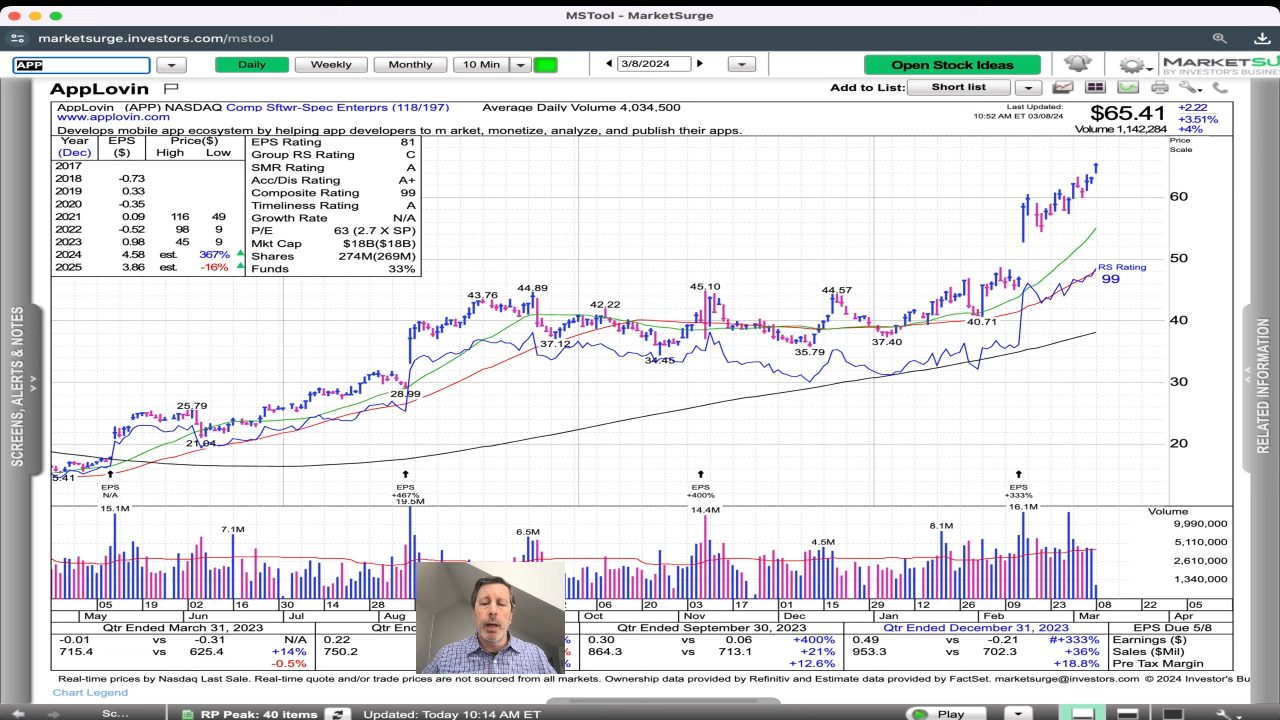 MSTool - MarketSurge
marketsurge.investors.com/mstool
APP Daily Weekly Monthly 10 Min 3/8/2024 Open Stock Ideas MARKETSU
BY INVESTOR'S BUSINE
AppLovin Add to List: Short list
AppLovin (APP) NASDAQ Comp Sftwr-Spec Enterprs (118/197) Average Daily Volume 4,034,500
www.applovin.com
Develops mobile app ecosystem by helping app developers to m arket, monetize, analyze, and publish their apps.
Last Updated:
10:52 AM ET 03/08/24
$65.41
Volume 1,142,284
+2.22
+3.51%
+4%
Year EPS Price($)
(Dec) ($) High Low
2017
2018 -0.73
2019 0.33
2020 -0.35
2021 0.09 116 49
2022 -0.52 98 9
2023 0.98 45 9
2024 4.58 est. 367%
2025 3.86 est. -16%
EPS Rating 81
Group RS Rating C
SMR Rating A
Acc/Dis Rating A+
Composite Rating 99
Timeliness Rating A
Growth Rate N/A
P/E 63 (2.7 X SP)
Mkt Cap $18B($18B)
Shares 274M(269M)
Funds 33%
Price
Scale
60
50
40
30
20
RS Rating
99
5.41
25.79
21.04
28.99
43.76
44.89
37.12
42.22
34.45
45.10
35.79
44.57
37.40
40.71
EPS
N/A
EPS
+467%
EPS
+400%
EPS
+333%
15.1M
7.1M
19.5M
6.5M
14.4M
4.5M
8.1M
16.1M
Volume
9,990,000
5,110,000
2,610,000
1,340,000
05 19 02 16 30 14 28 06 20 03 17 01 15 29 12 26 09 23 08 22 05
May Jun Jul Aug Oct Nov Dec Jan Feb Mar Apr
Qtr Ended March 31, 2023
-0.01 vs -0.31 N/A
715.4 vs 625.4 +14%
-0.5%
Qtr En
0.22
750.2
Qtr Ended September 30, 2023
0.30 vs 0.06 +400%
864.3 vs 713.1 +21%
+12.6%
Qtr Ended December 31, 2023
0.49 vs -0.21 #+333%
953.3 vs 702.3 +36%
+18.8%
EPS Due 5/8
Earnings ($)
Sales ($Mil)
Pre Tax Margin
Real-time prices by Nasdaq Last Sale. Real-time quote and/or trade prices are not sourced from all markets. Ownership data provided by Refinitiv and Estimate data provided by FactSet. marketsurge@investors.com © 2024 Investor's Bu
Chart Legend
SCREENS, ALERTS & NOTES
RELATED INFORMATION
Sc... RP Peak: 40 items Updated: Today 10:14 AM ET Play